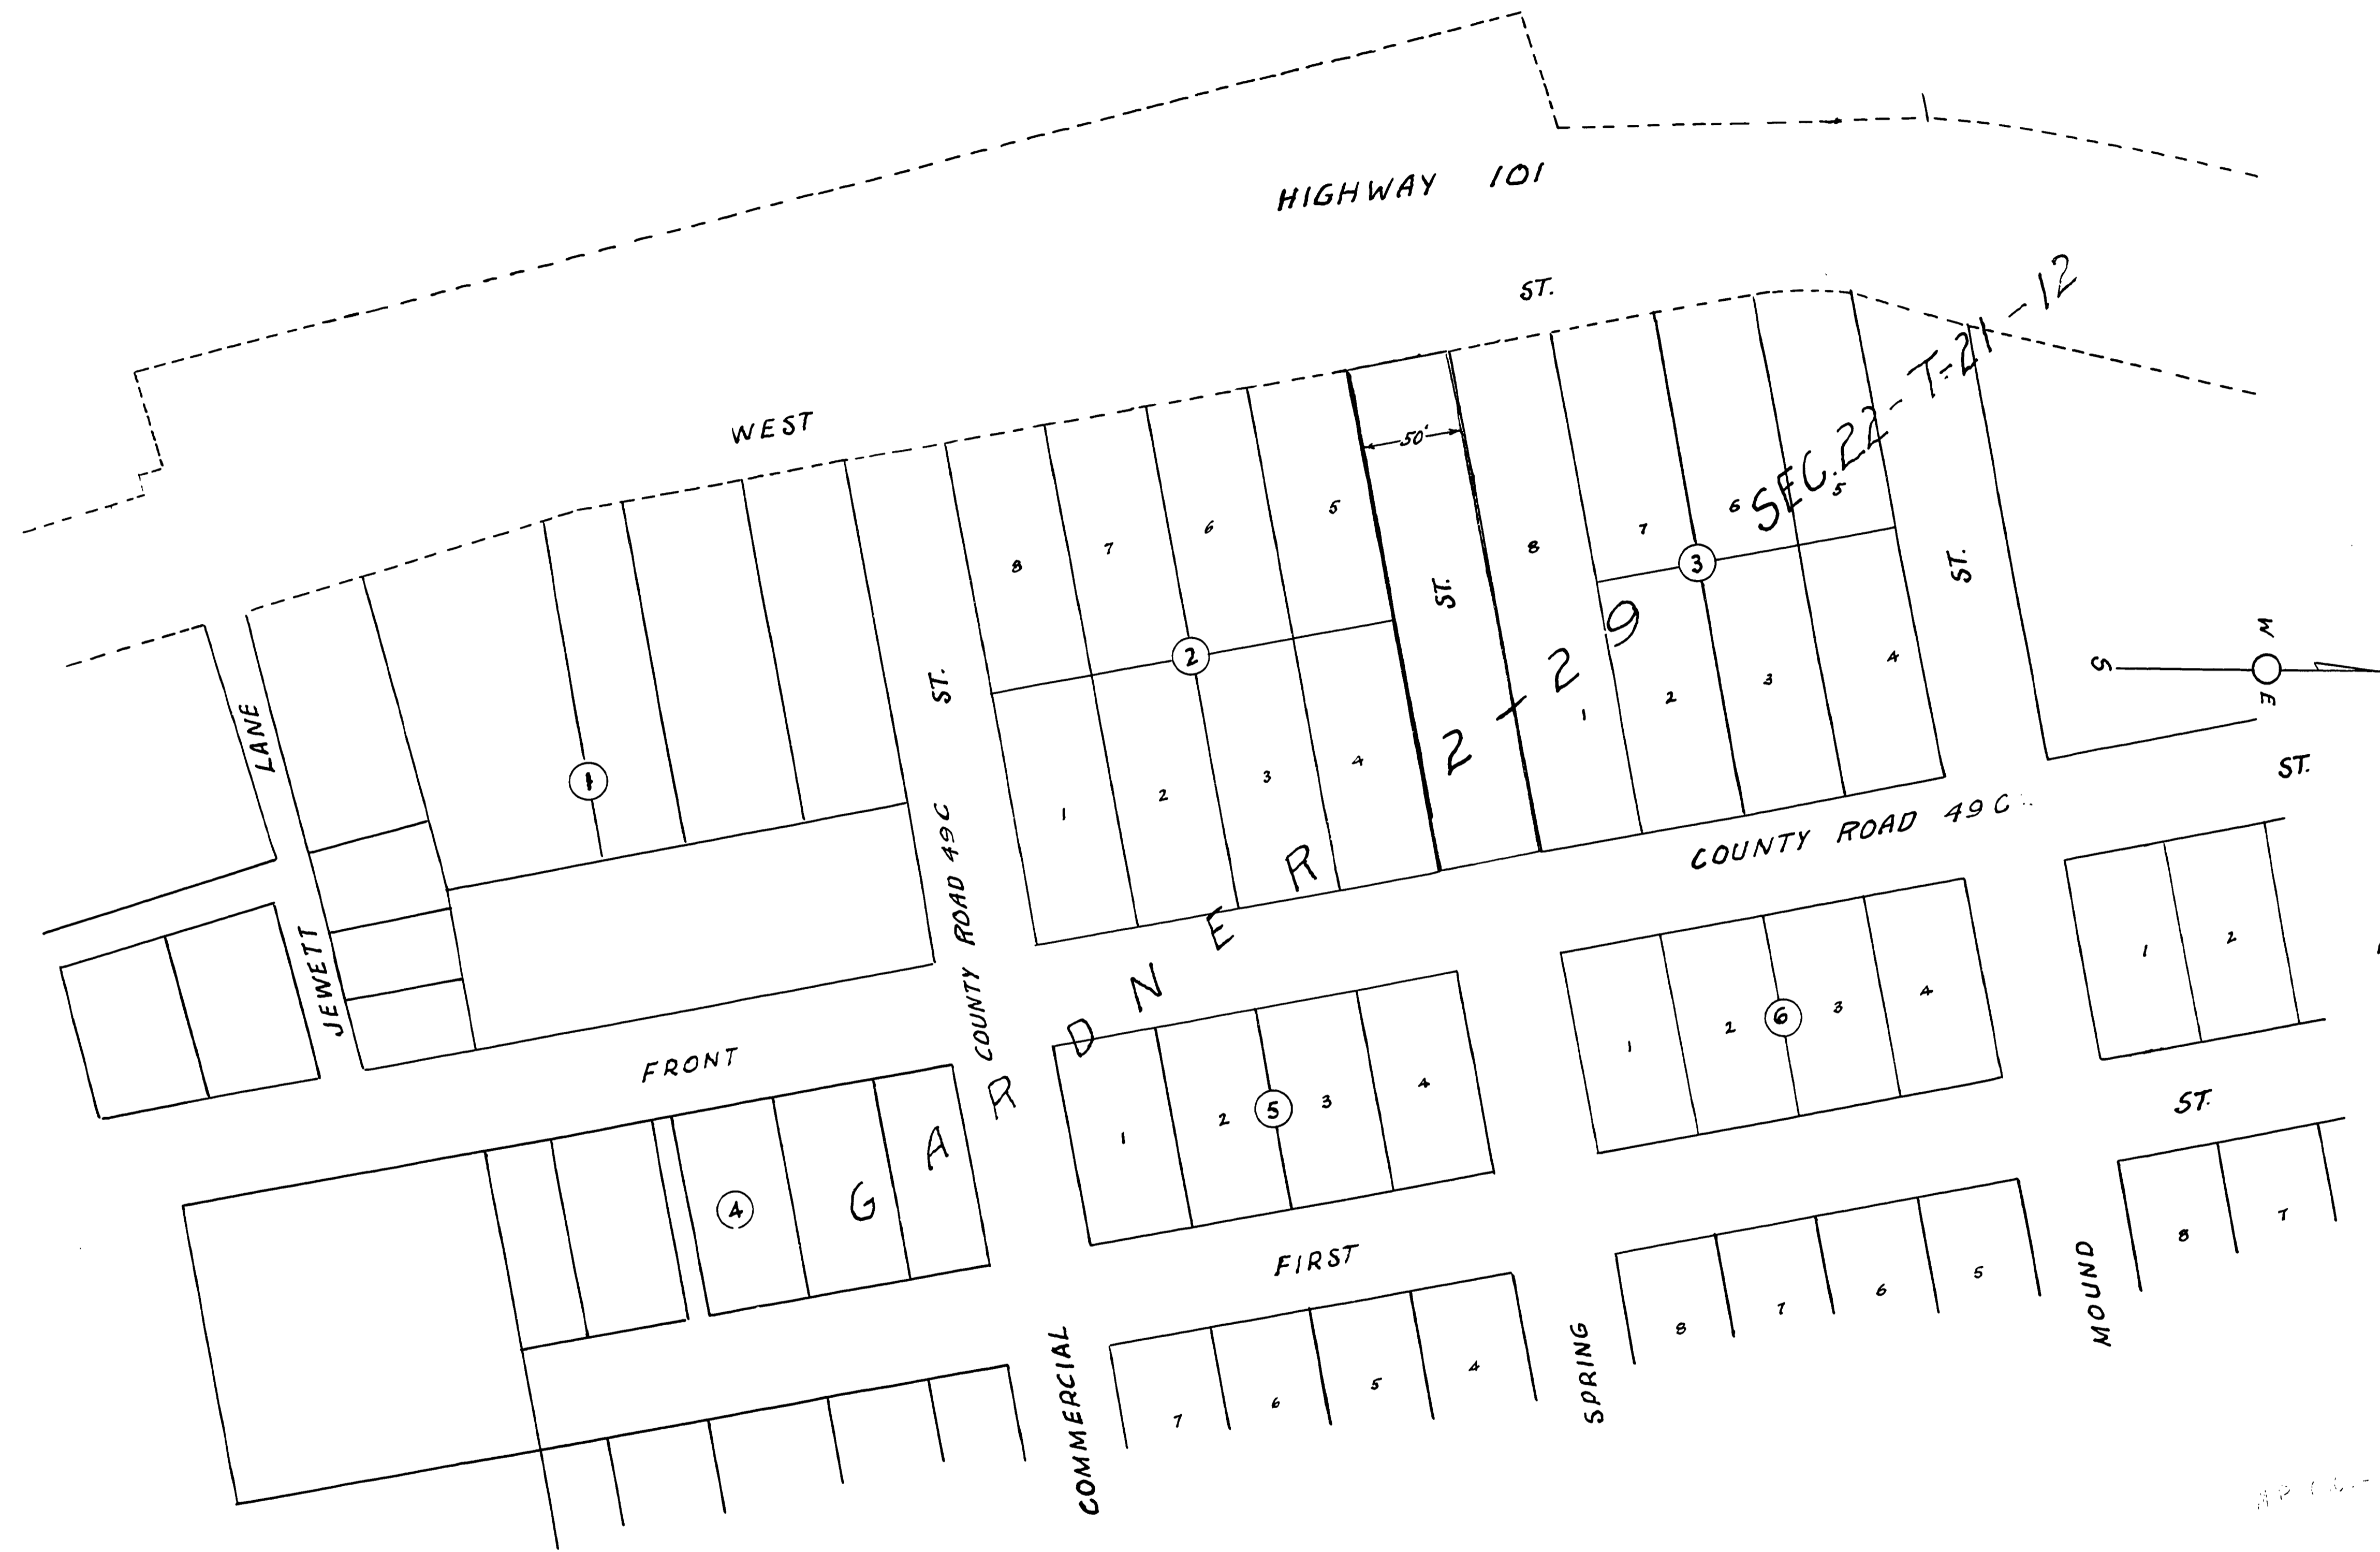 HIGHWAY 101
WEST ST.
SEC. 22 - T=21 - 12
50'
8 7 6 5
2
1 2 3 4
ST.
8 7 6 5
3
1 2 3 4
ST.
2-29
W
S
E
LANE
JEWETT
1
ST.
COUNTY ROAD 49C
COUNTY ROAD 49C
ST.
GARDNER
FRONT
4
1 2 5 3 4
1 2 6 3 4
1 2
FIRST
ST.
7 6 5 4
8 7 6 5
8 7
COMMERCIAL
SPRING
MOUND